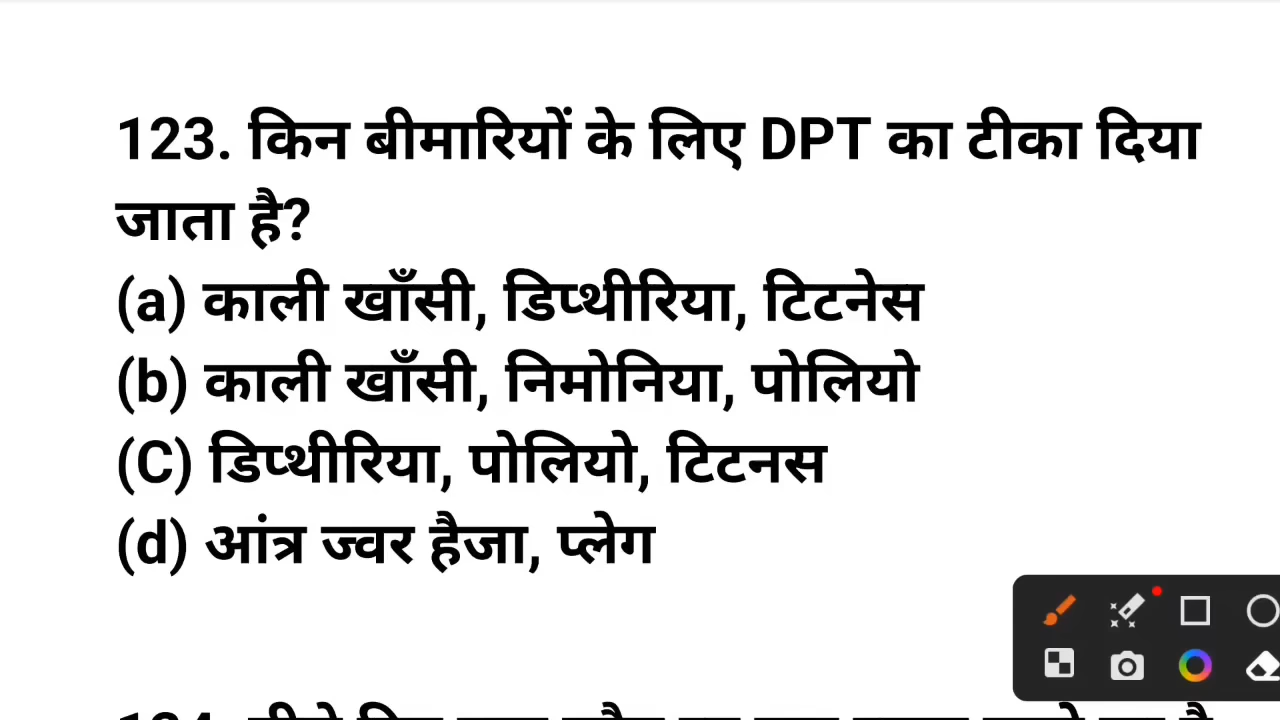 123. किन बीमारियों के लिए DPT का टीका दिया
जाता है?
(a) काली खाँसी, डिप्थीरिया, टिटनेस
(b) काली खाँसी, निमोनिया, पोलियो
(C) डिप्थीरिया, पोलियो, टिटनस
(d) आंत्र ज्वर हैजा, प्लेग